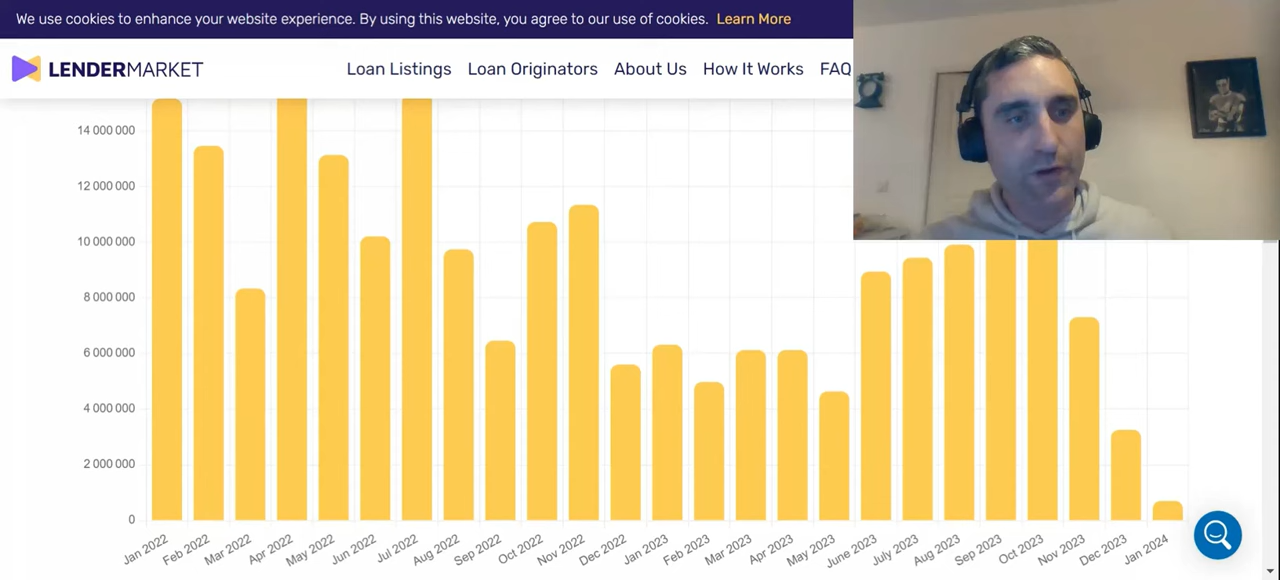 We use cookies to enhance your website experience. By using this website, you agree to our use of cookies. Learn More
LENDERMARKET
Loan Listings Loan Originators About Us How It Works FAQ
14 000 000
12 000 000
10 000 000
8 000 000
6 000 000
4 000 000
2 000 000
0
Jan 2022 Feb 2022 Mar 2022 Apr 2022 May 2022 Jun 2022 Jul 2022 Aug 2022 Sep 2022 Oct 2022 Nov 2022 Dec 2022 Jan 2023 Feb 2023 Mar 2023 Apr 2023 May 2023 June 2023 July 2023 Aug 2023 Sep 2023 Oct 2023 Nov 2023 Dec 2023 Jan 2024